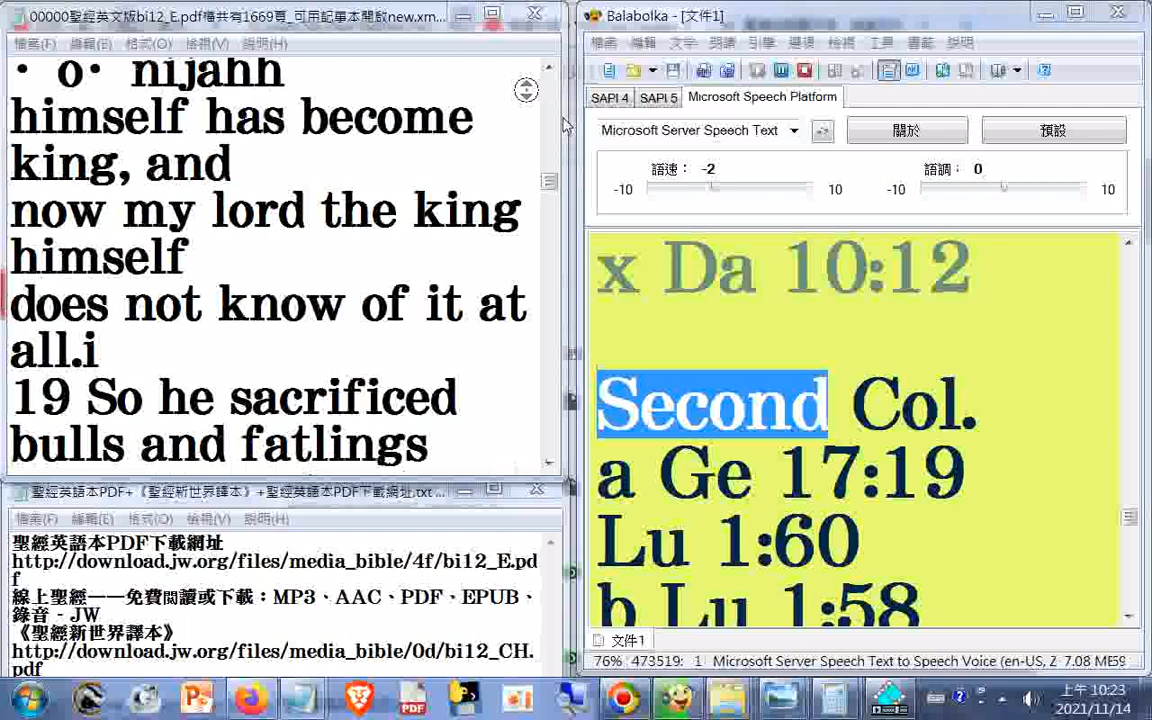 00000聖經英文版bi12_E.pdf檔共有1669頁_可用記事本開啟new.xm...
檔案(F) 編輯(E) 格式(O) 檢視(V) 說明(H)
· o· nijahh
himself has become
king, and
now my lord the king
himself
does not know of it at
all.i
19 So he sacrificed
bulls and fatlings
聖經英語本PDF+《聖經新世界譯本》+聖經英語本PDF下載網址.txt ...
檔案(F) 編輯(E) 格式(O) 檢視(V) 說明(H)
聖經英語本PDF下載網址
http://download.jw.org/files/media_bible/4f/bi12_E.pd
f
線上聖經——免費閱讀或下載：MP3、AAC、PDF、EPUB、
錄音 - JW
《聖經新世界譯本》
http://download.jw.org/files/media_bible/0d/bi12_CH.
pdf
Balabolka - [文件1]
檔案 編輯 文字 朗讀 引擎 選項 檢視 工具 書籤 說明
SAPI 4 SAPI 5 Microsoft Speech Platform
Microsoft Server Speech Text 關於 預設
語速： -2 語調： 0
-10 10 -10 10
x Da 10:12
Second Col.
a Ge 17:19
Lu 1:60
b Lu 1:58
文件1
76% 473519: 1 Microsoft Server Speech Text to Speech Voice (en-US, Z 7.08 ME59
PDF
上午 10:23
2021/11/14